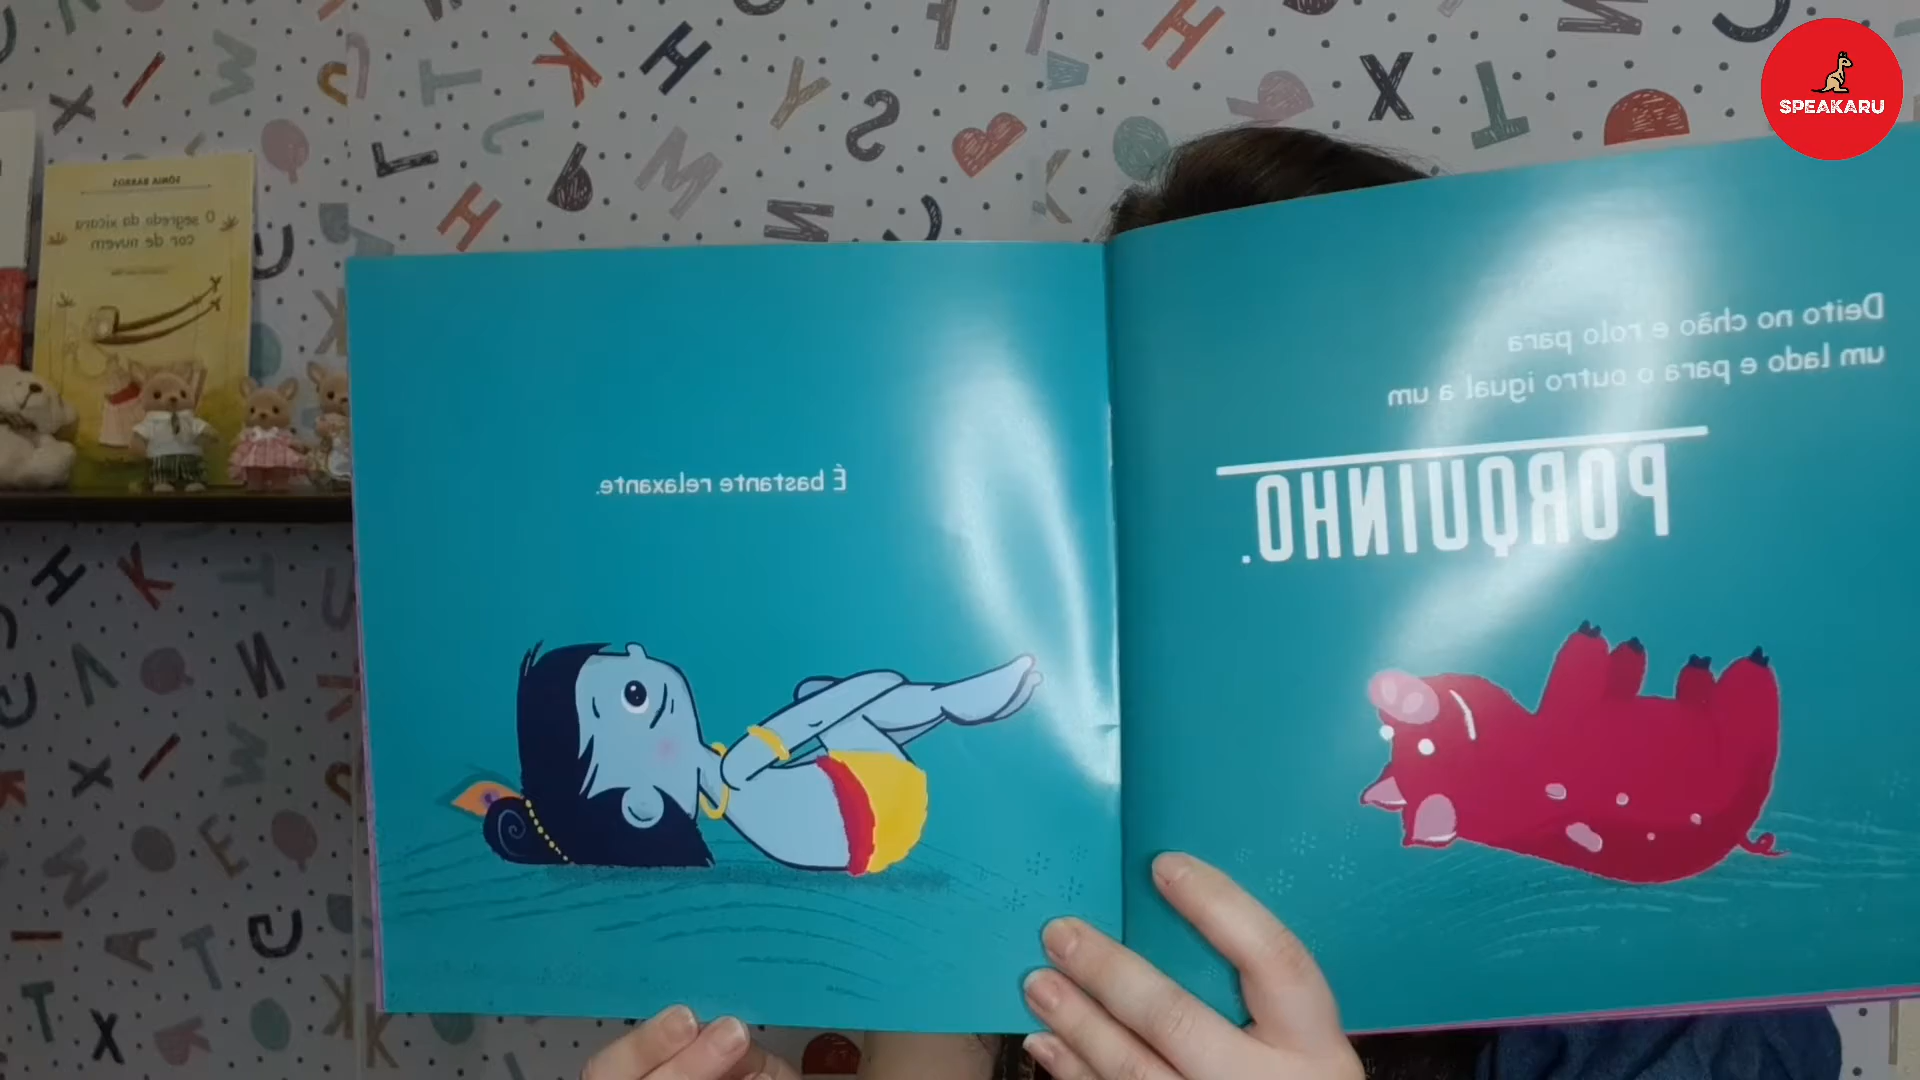 SPEAKARU
SÔNIA BARROS
O segredo da xícara
cor de nuvem
Deito no chão e rolo para
um lado e para o outro igual a um
PORQUINHO.
É bastante relaxante.